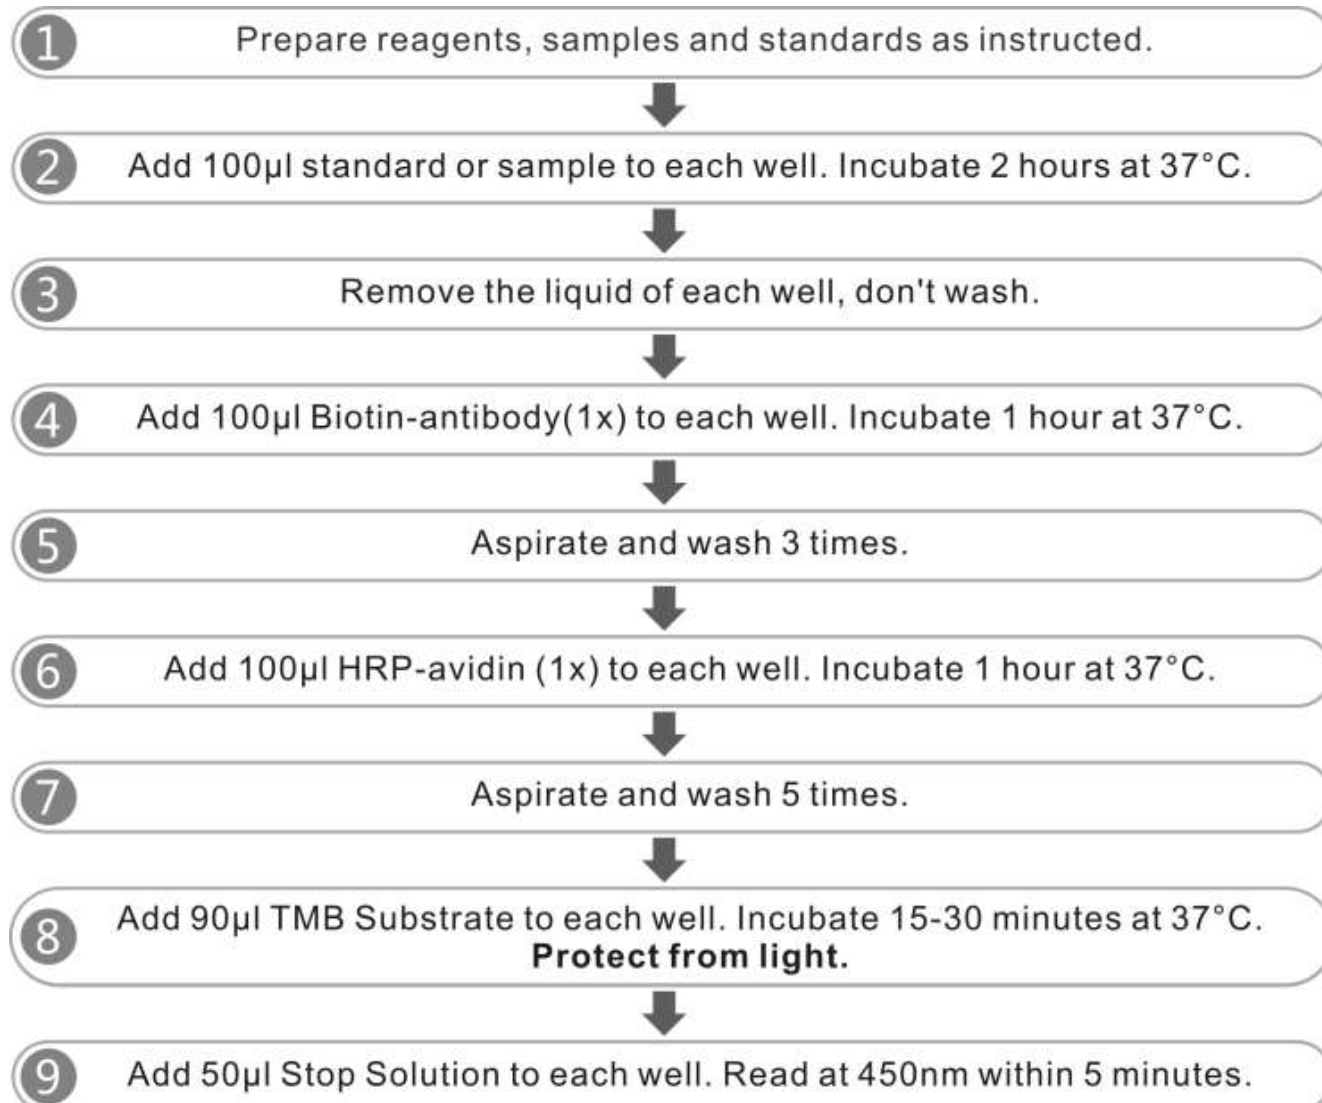 1 Prepare reagents, samples and standards as instructed.
2 Add 100µl standard or sample to each well. Incubate 2 hours at 37°C.
3 Remove the liquid of each well, don't wash.
4 Add 100µl Biotin-antibody(1x) to each well. Incubate 1 hour at 37°C.
5 Aspirate and wash 3 times.
6 Add 100µl HRP-avidin (1x) to each well. Incubate 1 hour at 37°C.
7 Aspirate and wash 5 times.
8 Add 90µl TMB Substrate to each well. Incubate 15-30 minutes at 37°C.
Protect from light.
9 Add 50µl Stop Solution to each well. Read at 450nm within 5 minutes.